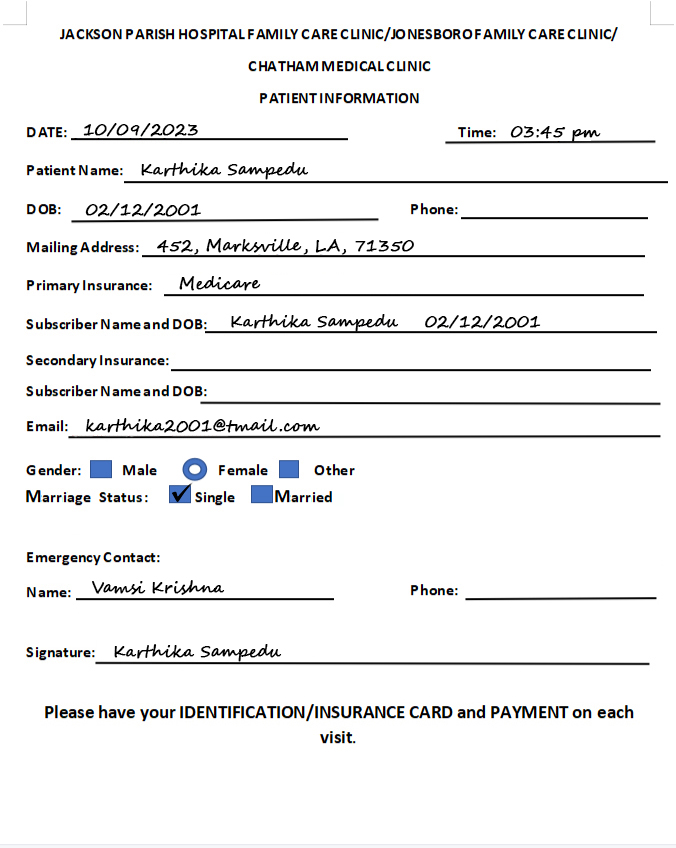 JACKSON PARISH HOSPITAL FAMILY CARE CLINIC/JONESBORO FAMILY CARE CLINIC/
CHATHAM MEDICAL CLINIC
PATIENT INFORMATION
DATE: 10/09/2023 Time: 03:45 pm
Patient Name: Karthika Sampedu
DOB: 02/12/2001 Phone:
Mailing Address: 452, Marksville, LA, 71350
Primary Insurance: Medicare
Subscriber Name and DOB: Karthika Sampedu 02/12/2001
Secondary Insurance:
Subscriber Name and DOB:
Email: karthika2001@tmail.com
Gender: Male Female Other
Marriage Status: Single Married
Emergency Contact:
Name: Vamsi Krishna Phone:
Signature: Karthika Sampedu
Please have your IDENTIFICATION/INSURANCE CARD and PAYMENT on each
visit.